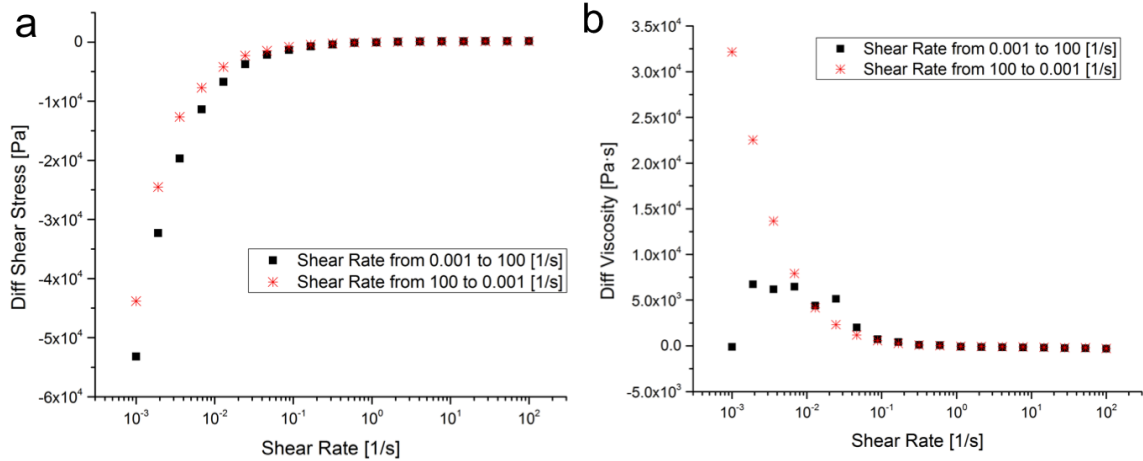 a
0
-1x10⁴
-2x10⁴
-3x10⁴
-4x10⁴
-5x10⁴
-6x10⁴
Diff Shear Stress [Pa]
Shear Rate from 0.001 to 100 [1/s]
Shear Rate from 100 to 0.001 [1/s]
10⁻³
10⁻²
10⁻¹
10⁰
10¹
10²
Shear Rate [1/s]
b
3.5x10⁴
3.0x10⁴
2.5x10⁴
2.0x10⁴
1.5x10⁴
1.0x10⁴
5.0x10³
0.0
-5.0x10³
Diff Viscosity [Pa·s]
Shear Rate from 0.001 to 100 [1/s]
Shear Rate from 100 to 0.001 [1/s]
10⁻³
10⁻²
10⁻¹
10⁰
10¹
10²
Shear Rate [1/s]